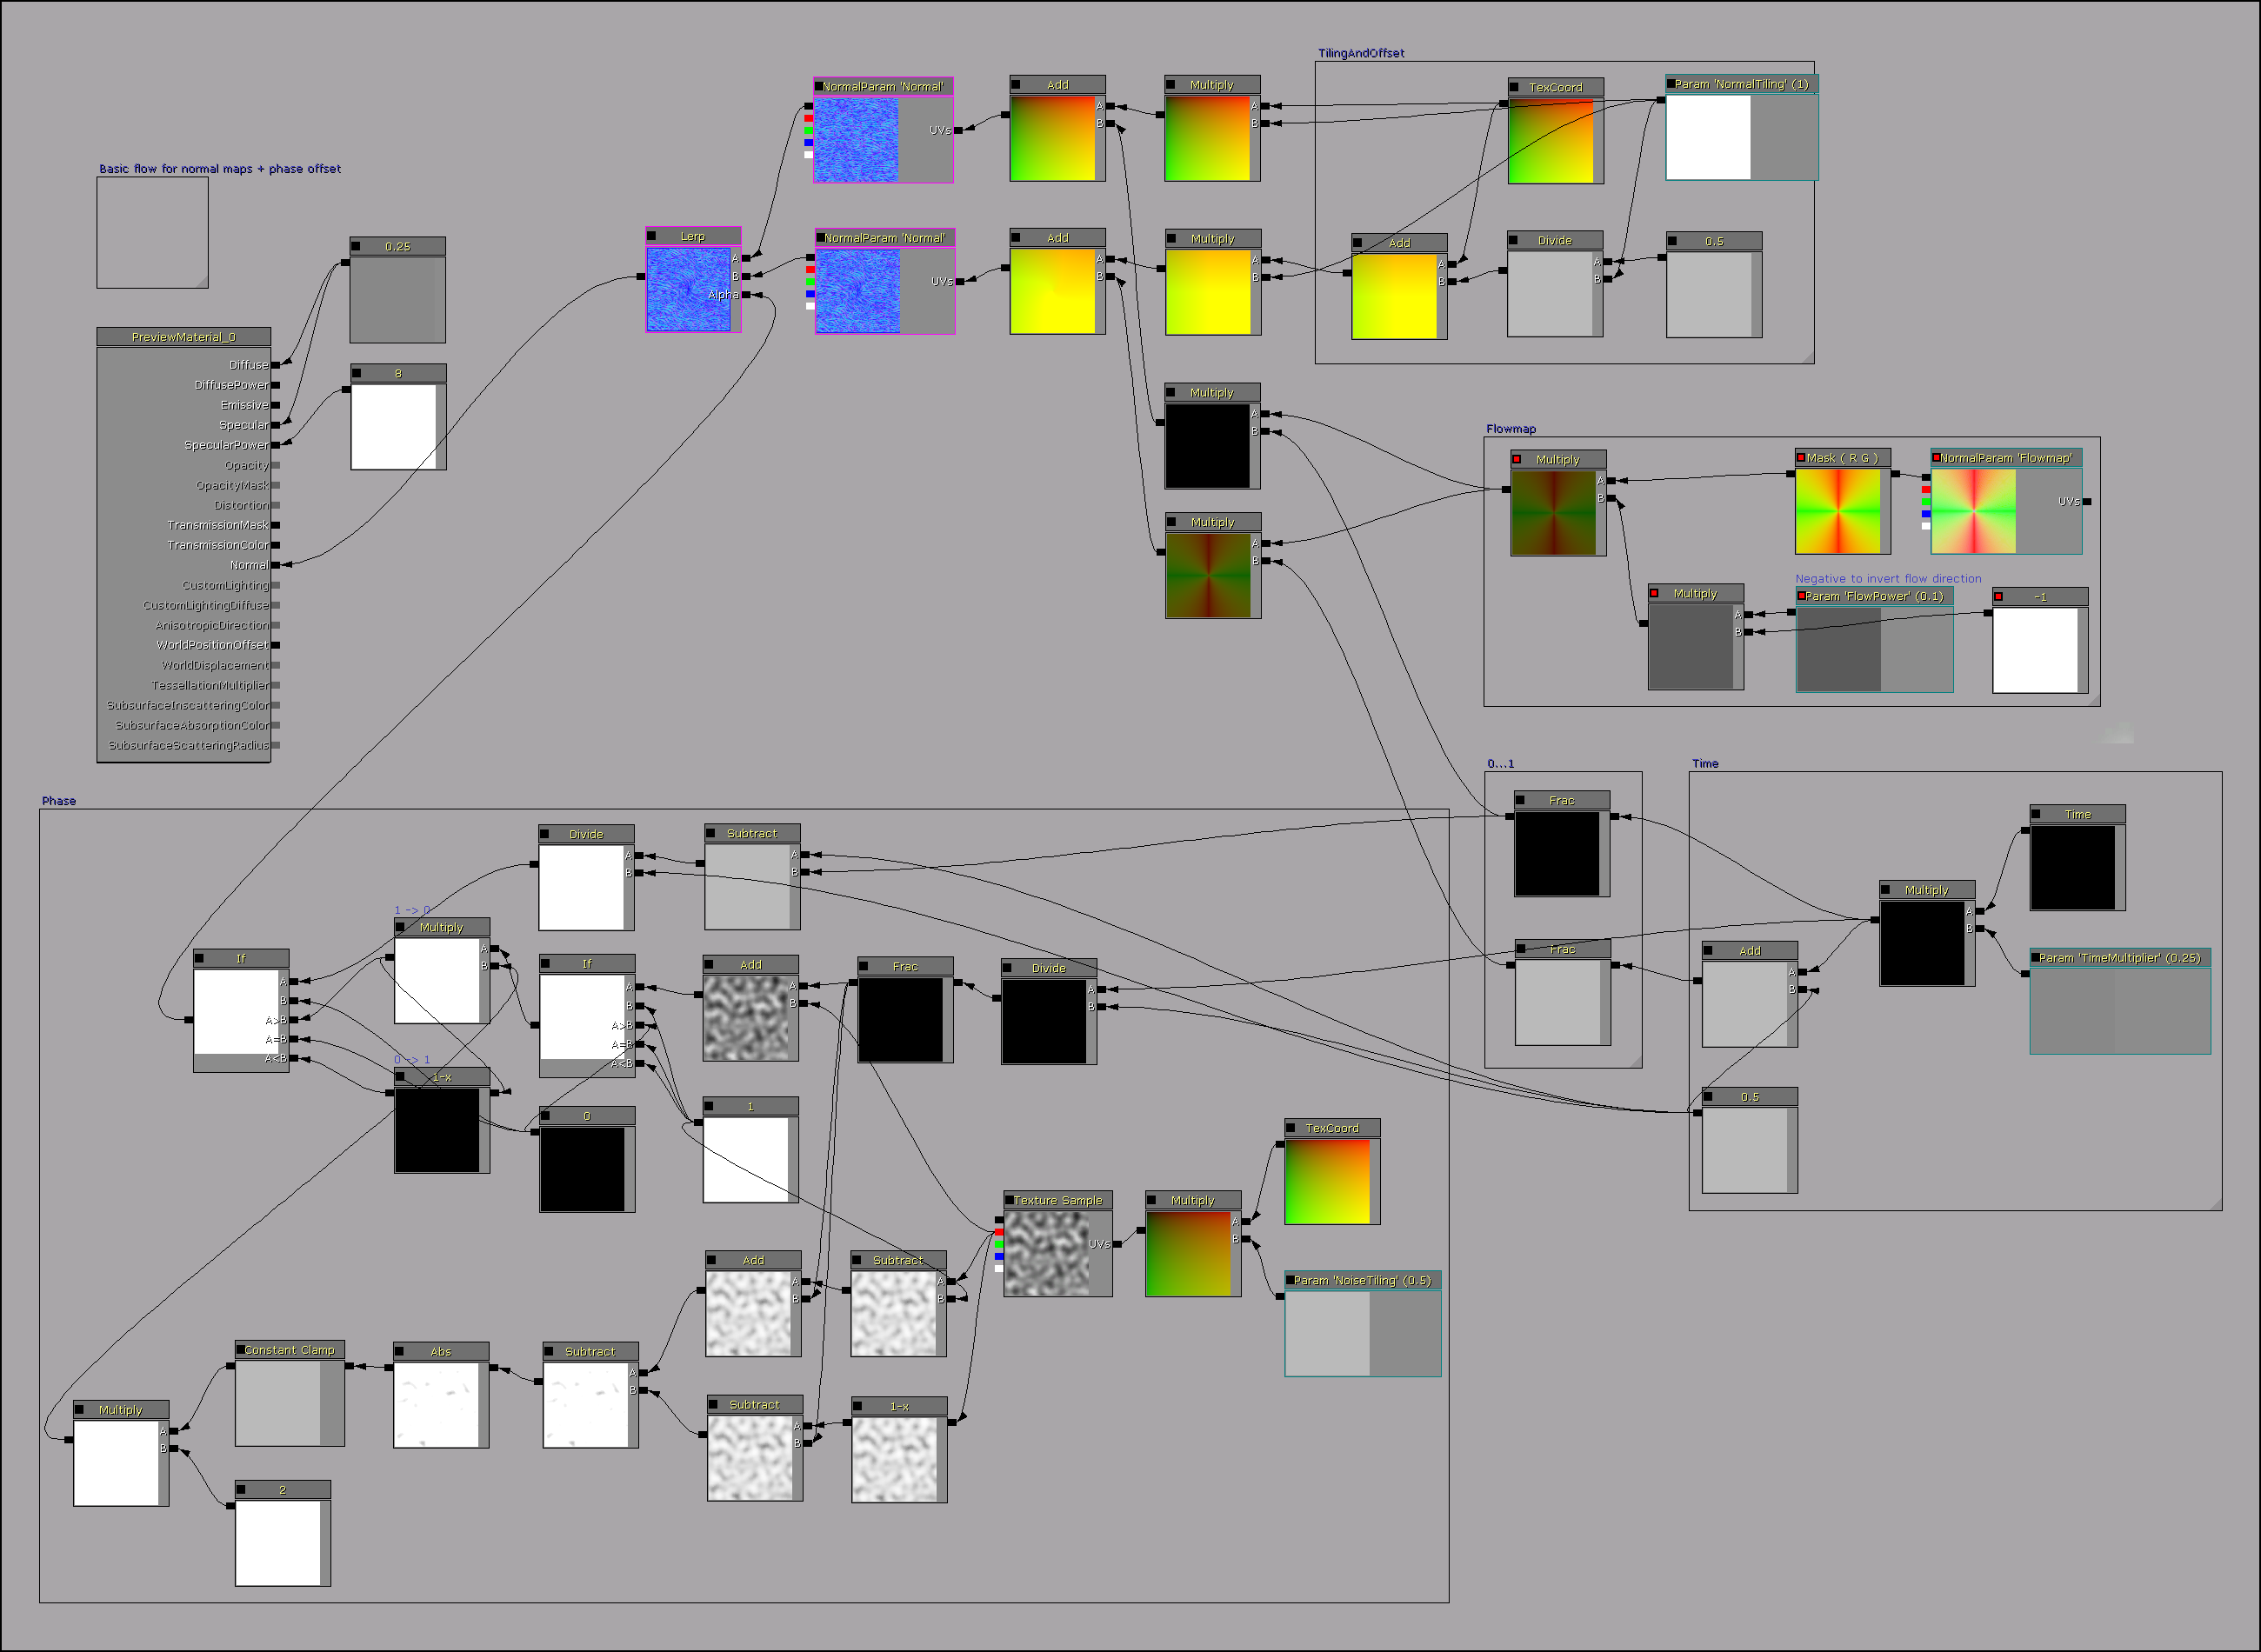 TilingAndOffset
NormalParam 'Normal'
UVs
Add
A
B
Multiply
A
B
TexCoord
Param 'NormalTiling' (1)
Basic flow for normal maps + phase offset
Lerp
A
B
Alpha
NormalParam 'Normal'
UVs
Add
A
B
Multiply
A
B
Add
A
B
Divide
A
B
0.5
0.25
8
PreviewMaterial_0
Diffuse
DiffusePower
Emissive
Specular
SpecularPower
Opacity
OpacityMask
Distortion
TransmissionMask
TransmissionColor
Normal
CustomLighting
CustomLightingDiffuse
AnisotropicDirection
WorldPositionOffset
WorldDisplacement
TessellationMultiplier
SubsurfaceInscatteringColor
SubsurfaceAbsorptionColor
SubsurfaceScatteringRadius
Multiply
A
B
Multiply
A
B
Flowmap
Multiply
A
B
Mask ( R G )
NormalParam 'Flowmap'
UVs
Negative to invert flow direction
Multiply
A
B
Param 'FlowPower' (0.1)
-1
0...1
Frac
Frac
Time
Time
Multiply
A
B
Param 'TimeMultiplier' (0.25)
Add
A
B
0.5
Phase
Divide
A
B
Subtract
A
B
1 -> 0
Multiply
A
B
If
A
B
A>B
A=B
A<B
If
A
B
A>B
A=B
A<B
Add
A
B
Frac
Divide
A
B
0 -> 1
1-x
0
1
TexCoord
Texture Sample
UVs
Multiply
A
B
Param 'NoiseTiling' (0.5)
Add
A
B
Subtract
A
B
Constant Clamp
Abs
Subtract
A
B
Subtract
A
B
1-x
Multiply
A
B
2